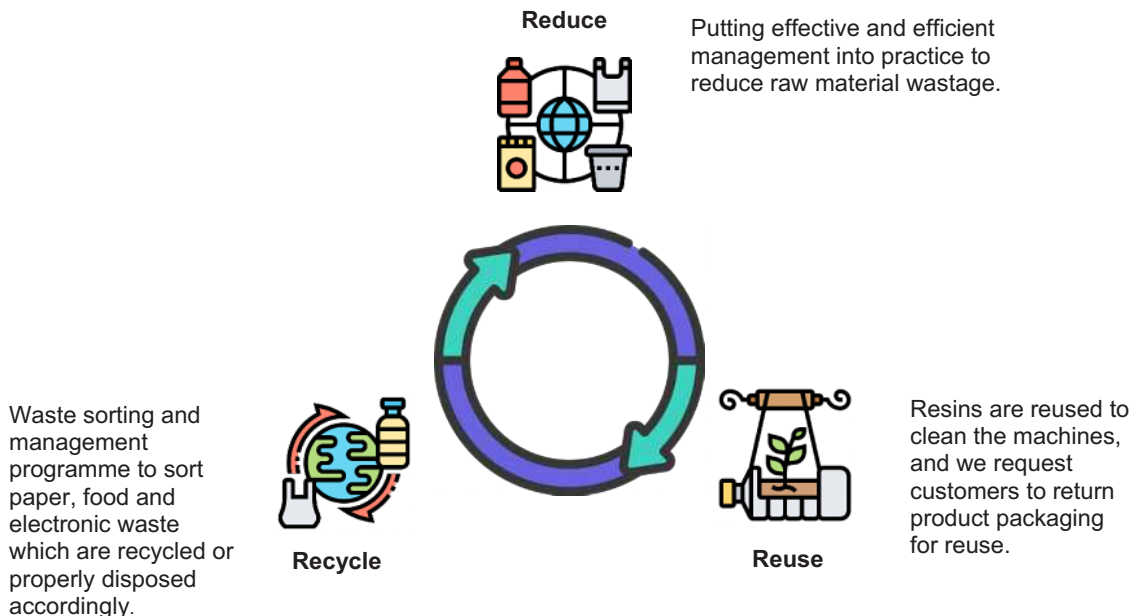 Reduce
Putting effective and efficient
management into practice to
reduce raw material wastage.
Waste sorting and
management
programme to sort
paper, food and
electronic waste
which are recycled or
properly disposed
accordingly.
Recycle
Reuse
Resins are reused to
clean the machines,
and we request
customers to return
product packaging
for reuse.